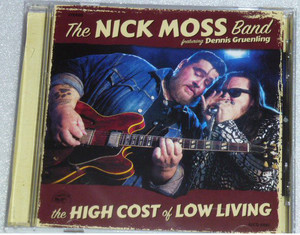 The NICK MOSS Band
featuring Dennis Gruenling
the HIGH COST of LOW LIVING